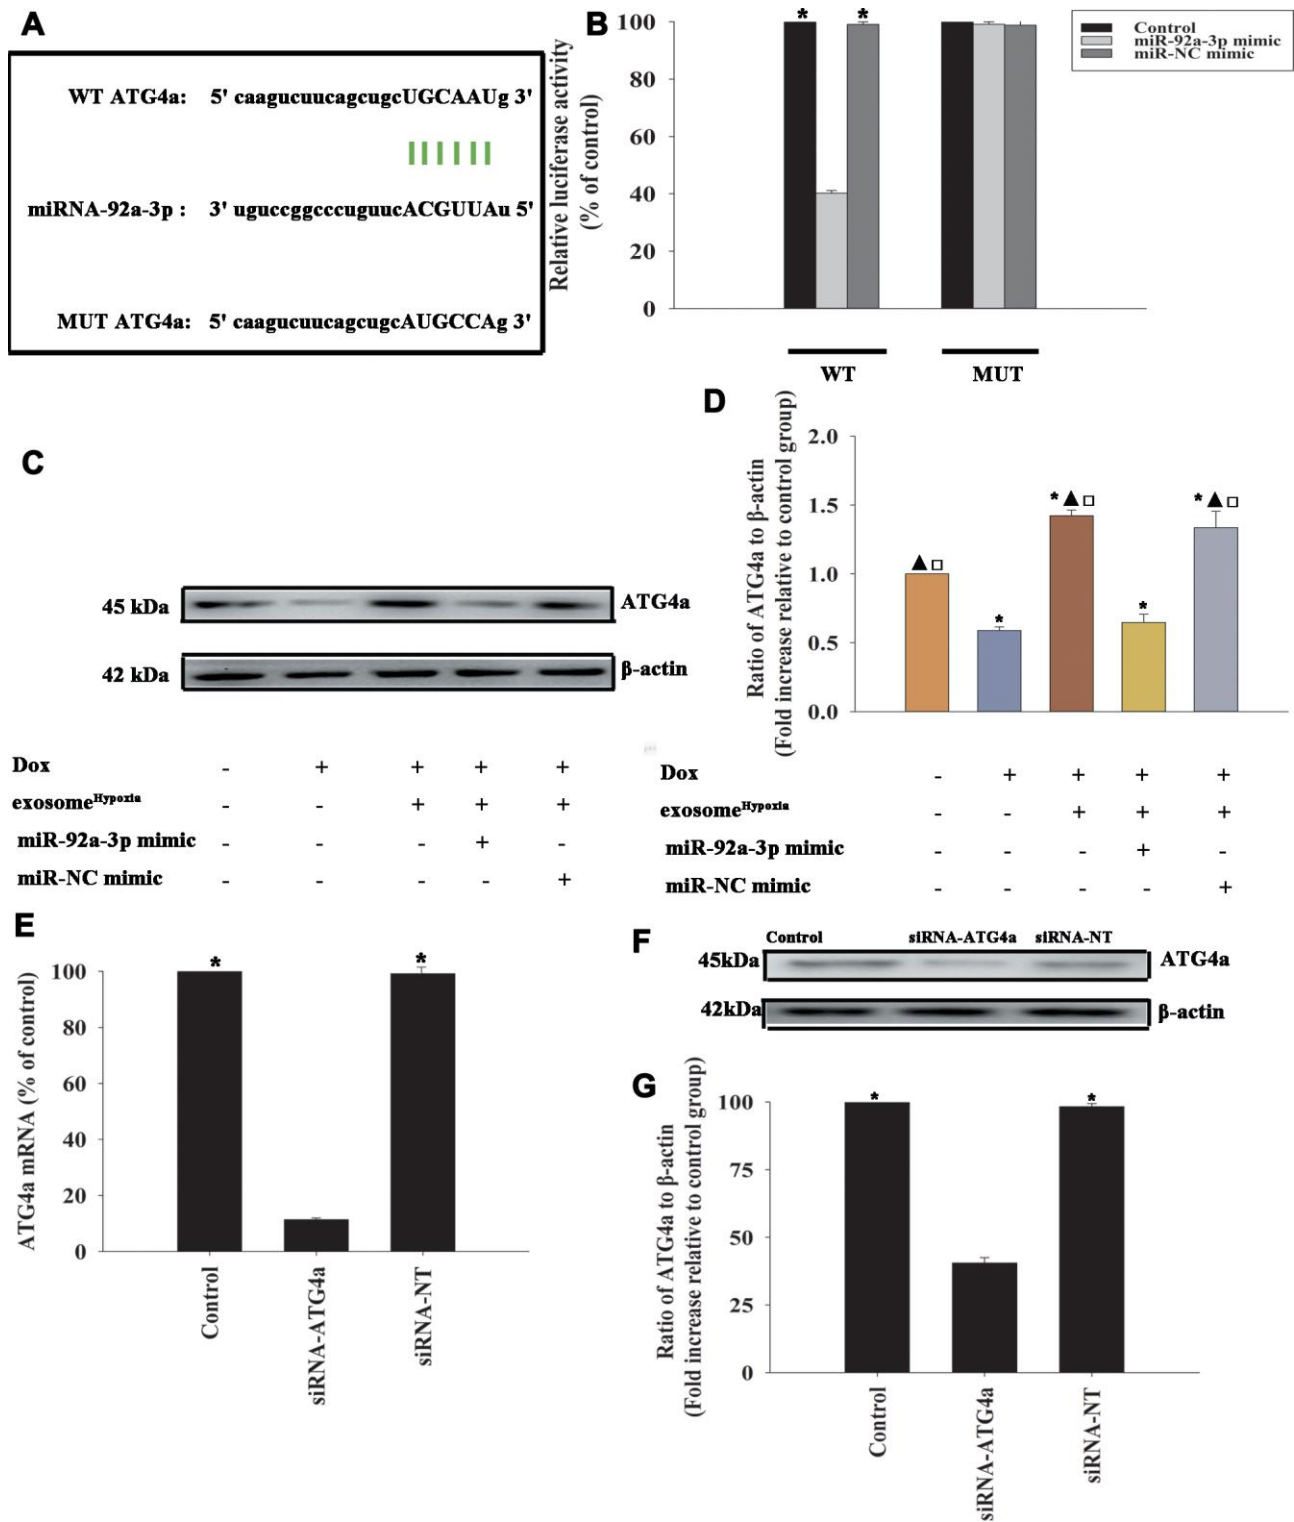 A
WT ATG4a: 5' caagucuucagcugcUGCAAUg 3'
miRNA-92a-3p : 3' uguccggcccuguucACGUUAu 5'
MUT ATG4a: 5' caagucuucagcugcAUGCCAg 3'
B
Relative luciferase activity
(% of control)
100
80
60
40
20
0
* *
WT MUT
Control
miR-92a-3p mimic
miR-NC mimic
C
45 kDa ATG4a
42 kDa β-actin
Dox - + + + +
exosomeHypoxia - - + + +
miR-92a-3p mimic - - - + -
miR-NC mimic - - - - +
D
Ratio of ATG4a to β-actin
(Fold increase relative to control group)
2.0
1.5
1.0
0.5
0.0
▲□ * *▲□ * *▲□
Dox - + + + +
exosomeHypoxia - - + + +
miR-92a-3p mimic - - - + -
miR-NC mimic - - - - +
E
ATG4a mRNA (% of control)
100
80
60
40
20
0
* *
Control
siRNA-ATG4a
siRNA-NT
F
Control siRNA-ATG4a siRNA-NT
45kDa ATG4a
42kDa β-actin
G
Ratio of ATG4a to β-actin
(Fold increase relative to control group)
100
75
50
25
0
* *
Control
siRNA-ATG4a
siRNA-NT